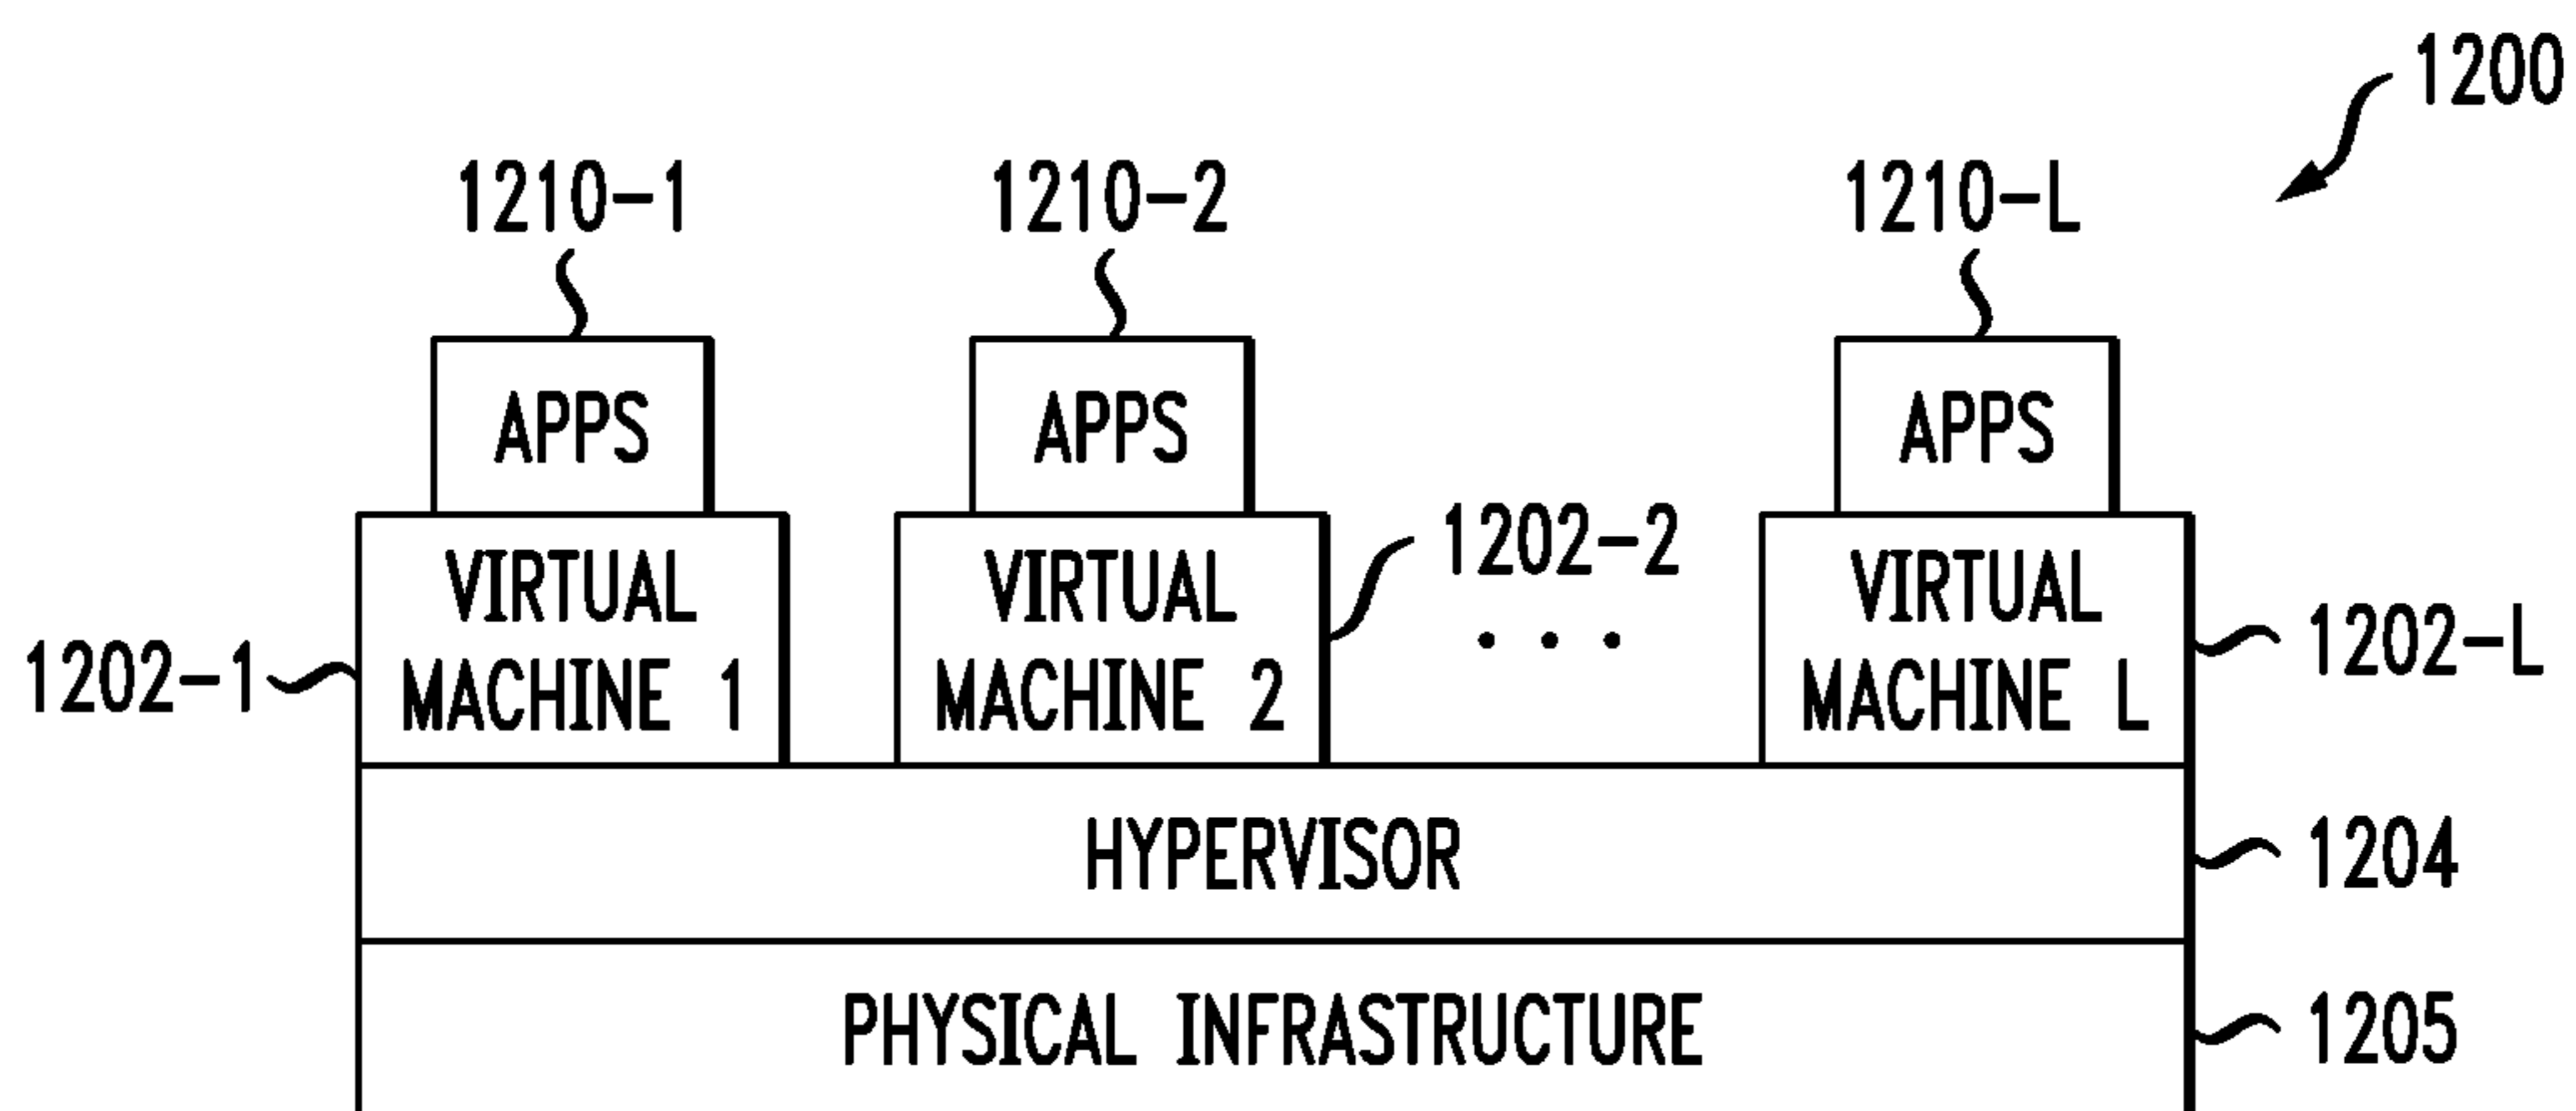 1200
1210-1
1210-2
1210-L
APPS
APPS
APPS
1202-2
VIRTUAL
MACHINE 1
VIRTUAL
MACHINE 2
. . .
VIRTUAL
MACHINE L
1202-1
1202-L
HYPERVISOR
1204
PHYSICAL INFRASTRUCTURE
1205